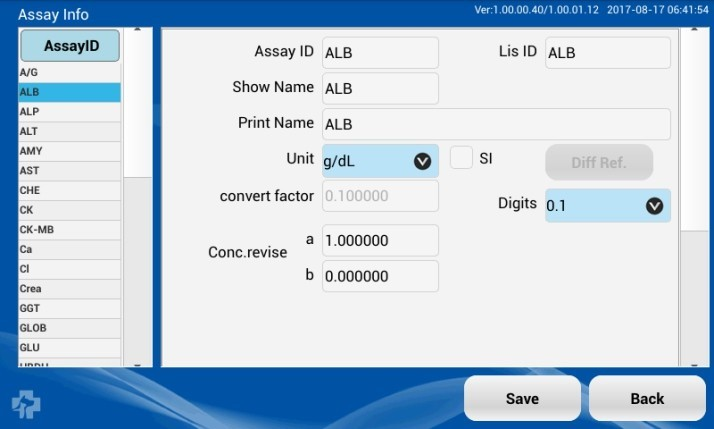 Assay Info
Ver:1.00.00.40/1.00.01.12 2017-08-17 06:41:54
AssayID
A/G
ALB
ALP
ALT
AMY
AST
CHE
CK
CK-MB
Ca
Cl
Crea
GGT
GLOB
GLU
Assay ID ALB Lis ID ALB
Show Name ALB
Print Name ALB
Unit g/dL SI Diff Ref.
convert factor 0.100000 Digits 0.1
Conc.revise a 1.000000
b 0.000000
Save Back